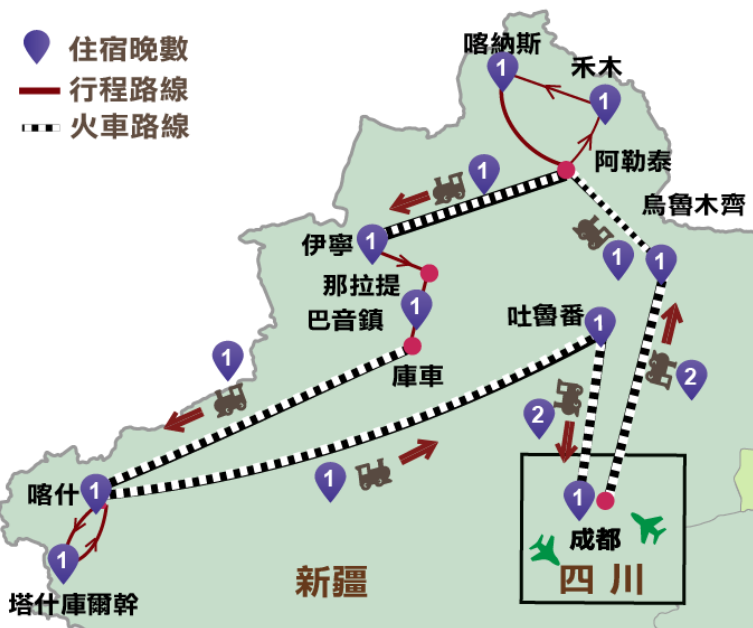 住宿晚數
行程路線
火車路線
喀納斯
1
禾木
1
阿勒泰
1
烏魯木齊
1
1
伊寧
1
那拉提
巴音鎮
1
庫車
吐魯番
1
1
2
2
1
喀什
1
1
塔什庫爾幹
1
成都
新疆
四川